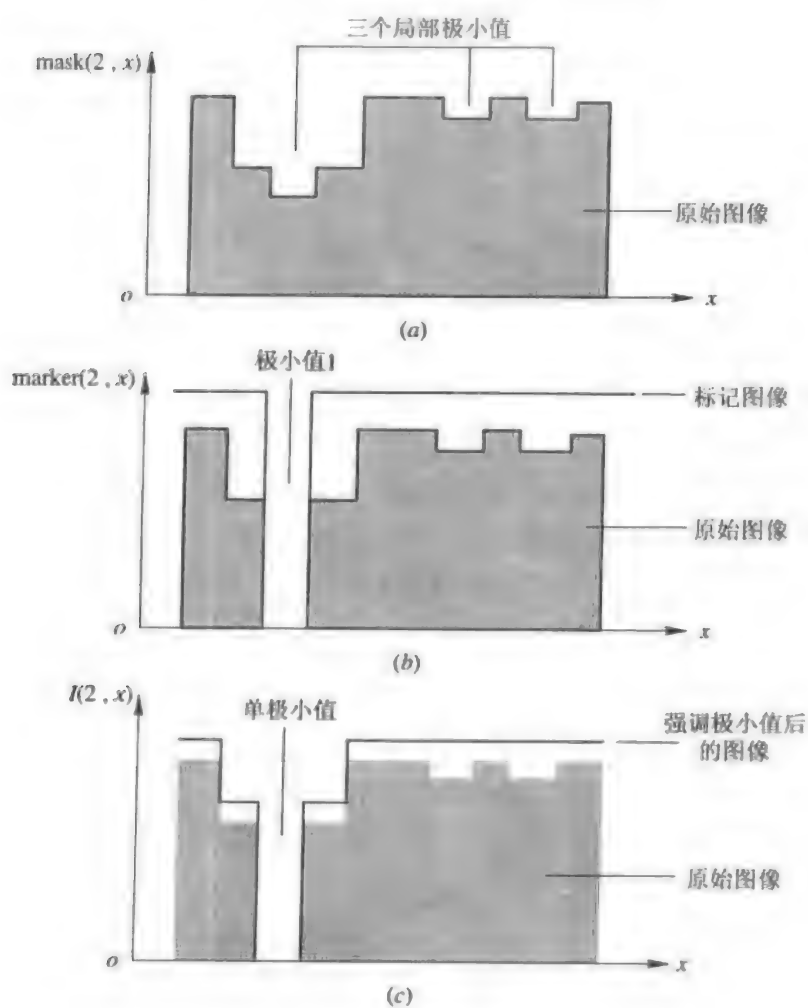 三个局部极小值
mask(2, x)
原始图像
o
x
(a)
极小值1
marker(2, x)
标记图像
原始图像
o
x
(b)
I(2, x)
单极小值
强调极小值后
的图像
原始图像
o
x
(c)